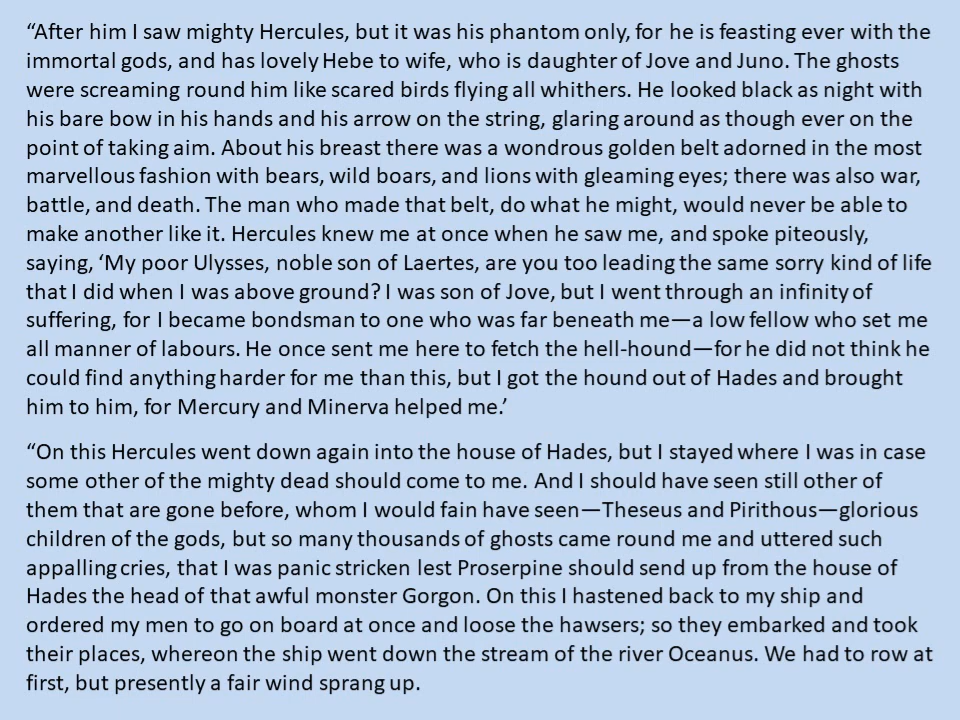 “After him I saw mighty Hercules, but it was his phantom only, for he is feasting ever with the
immortal gods, and has lovely Hebe to wife, who is daughter of Jove and Juno. The ghosts
were screaming round him like scared birds flying all whithers. He looked black as night with
his bare bow in his hands and his arrow on the string, glaring around as though ever on the
point of taking aim. About his breast there was a wondrous golden belt adorned in the most
marvellous fashion with bears, wild boars, and lions with gleaming eyes; there was also war,
battle, and death. The man who made that belt, do what he might, would never be able to
make another like it. Hercules knew me at once when he saw me, and spoke piteously,
saying, ‘My poor Ulysses, noble son of Laertes, are you too leading the same sorry kind of life
that I did when I was above ground? I was son of Jove, but I went through an infinity of
suffering, for I became bondsman to one who was far beneath me—a low fellow who set me
all manner of labours. He once sent me here to fetch the hell-hound—for he did not think he
could find anything harder for me than this, but I got the hound out of Hades and brought
him to him, for Mercury and Minerva helped me.’
“On this Hercules went down again into the house of Hades, but I stayed where I was in case
some other of the mighty dead should come to me. And I should have seen still other of
them that are gone before, whom I would fain have seen—Theseus and Pirithous—glorious
children of the gods, but so many thousands of ghosts came round me and uttered such
appalling cries, that I was panic stricken lest Proserpine should send up from the house of
Hades the head of that awful monster Gorgon. On this I hastened back to my ship and
ordered my men to go on board at once and loose the hawsers; so they embarked and took
their places, whereon the ship went down the stream of the river Oceanus. We had to row at
first, but presently a fair wind sprang up.